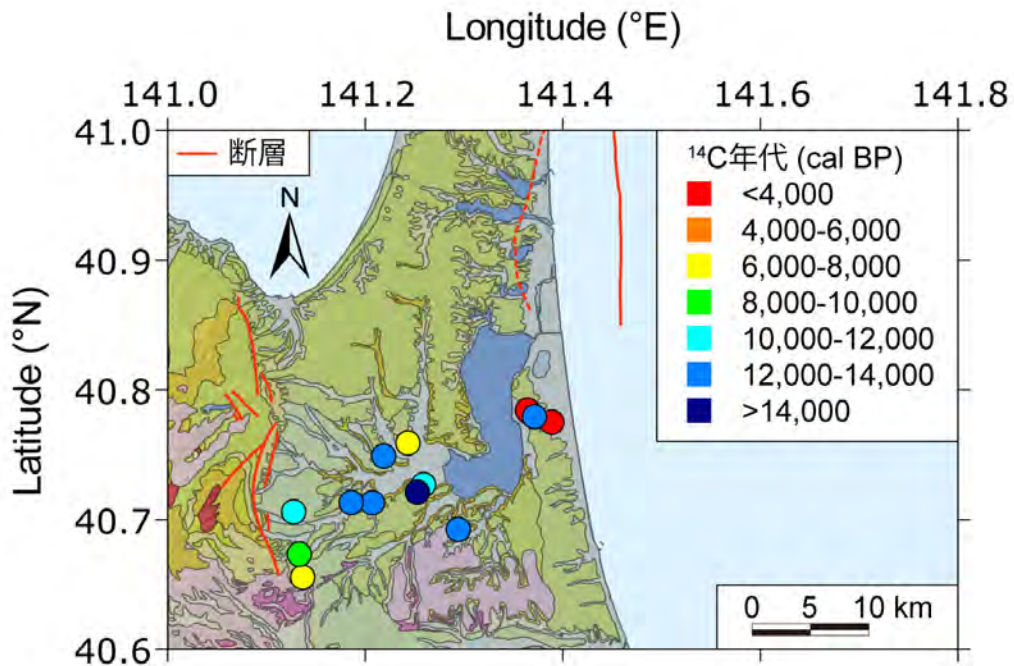 Longitude (°E)
141.0 141.2 141.4 141.6 141.8
41.0
40.9
40.8
40.7
40.6
Latitude (°N)
断層
N
¹⁴C年代 (cal BP)
<4,000
4,000-6,000
6,000-8,000
8,000-10,000
10,000-12,000
12,000-14,000
>14,000
0 5 10 km